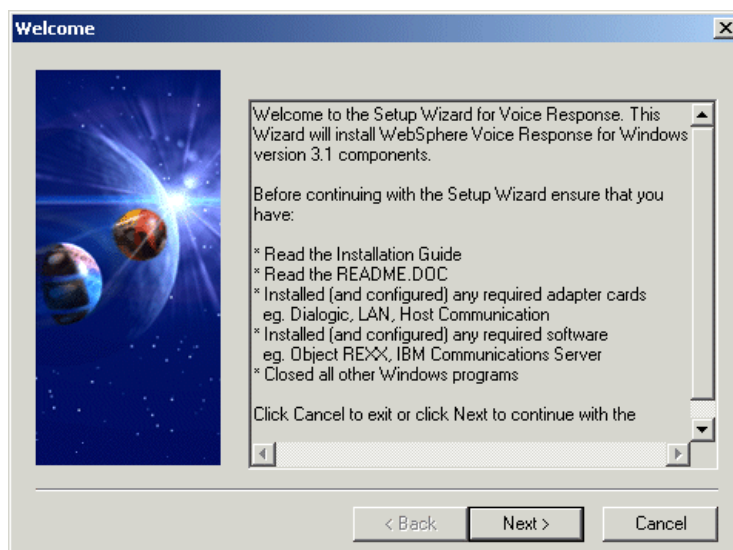 Welcome
Welcome to the Setup Wizard for Voice Response. This
Wizard will install WebSphere Voice Response for Windows
version 3.1 components.
Before continuing with the Setup Wizard ensure that you
have:
* Read the Installation Guide
* Read the README.DOC
* Installed (and configured) any required adapter cards
eg. Dialogic, LAN, Host Communication
* Installed (and configured) any required software
eg. Object REXX, IBM Communications Server
* Closed all other Windows programs
Click Cancel to exit or click Next to continue with the
< Back
Next >
Cancel